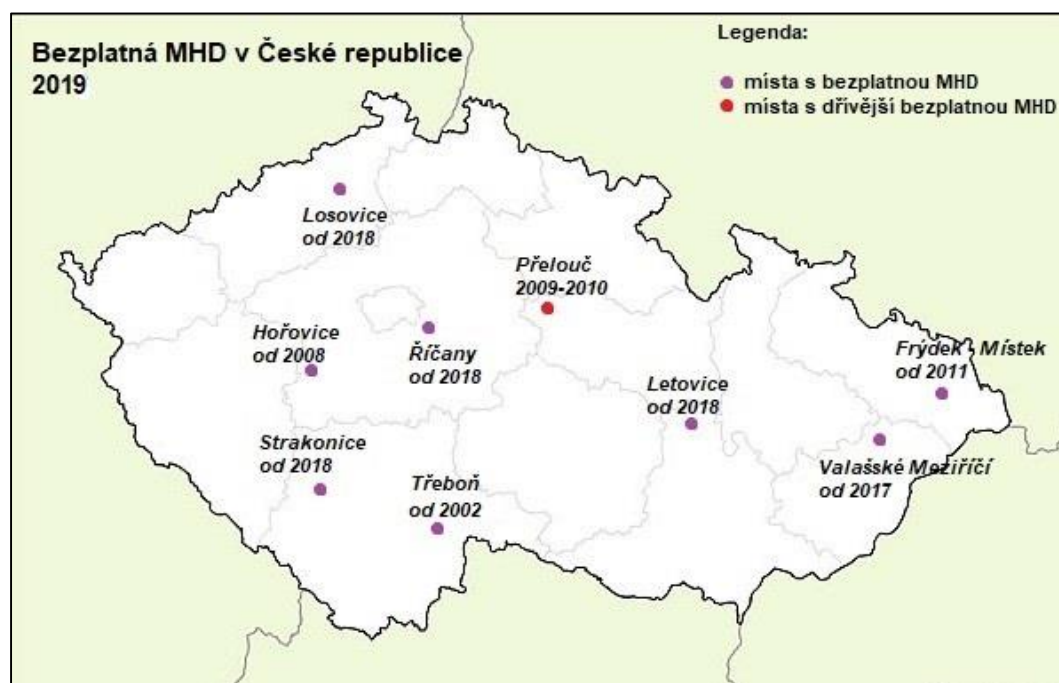 Bezplatná MHD v České republice
2019
Legenda:
místa s bezplatnou MHD
místa s dřívější bezplatnou MHD
Losovice
od 2018
Přelouč
2009-2010
Hořovice
od 2008
Říčany
od 2018
Frýdek - Místek
od 2011
Letovice
od 2018
Strakonice
od 2018
Třeboň
od 2002
Valašské Meziříčí
od 2017